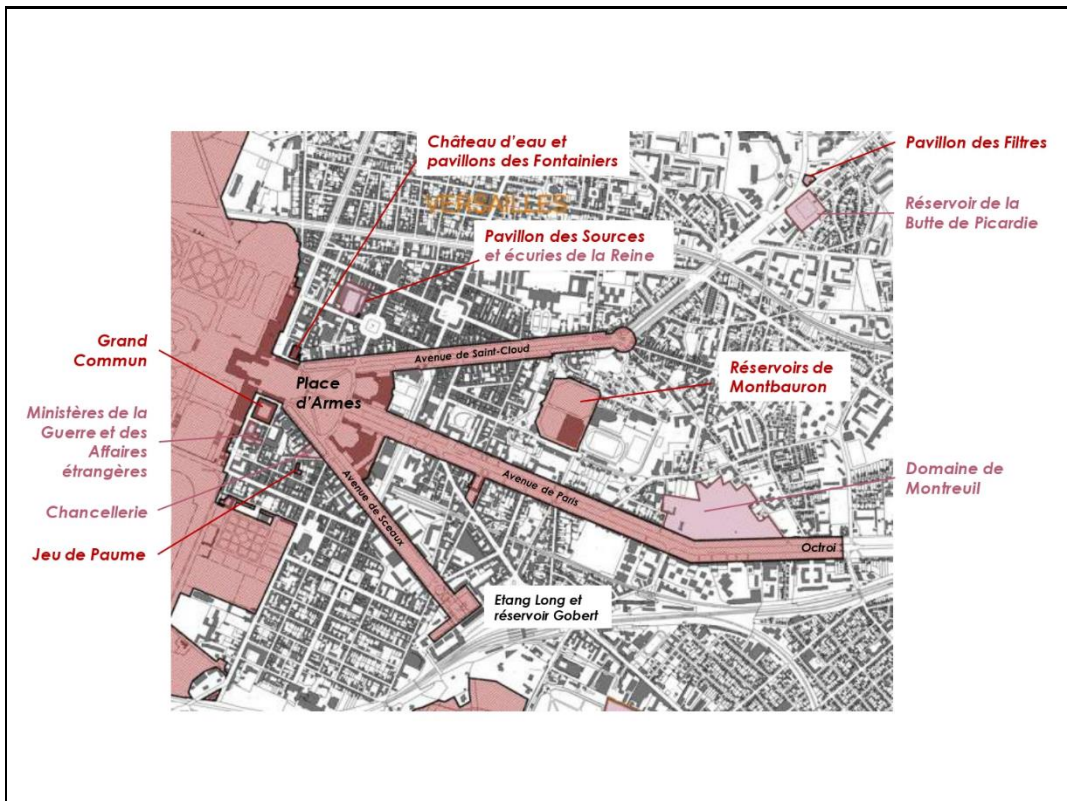 Château d'eau et
pavillons des Fontainiers
Pavillon des Filtres
VERSAILLES
Réservoir de la
Butte de Picardie
Pavillon des Sources
et écuries de la Reine
Grand
Commun
Avenue de Saint-Cloud
Réservoirs de
Montbauron
Place
d'Armes
Ministères de la
Guerre et des
Affaires
étrangères
Domaine de
Montreuil
Avenue de Sceaux
Avenue de Paris
Chancellerie
Jeu de Paume
Octroi
Etang Long et
réservoir Gobert